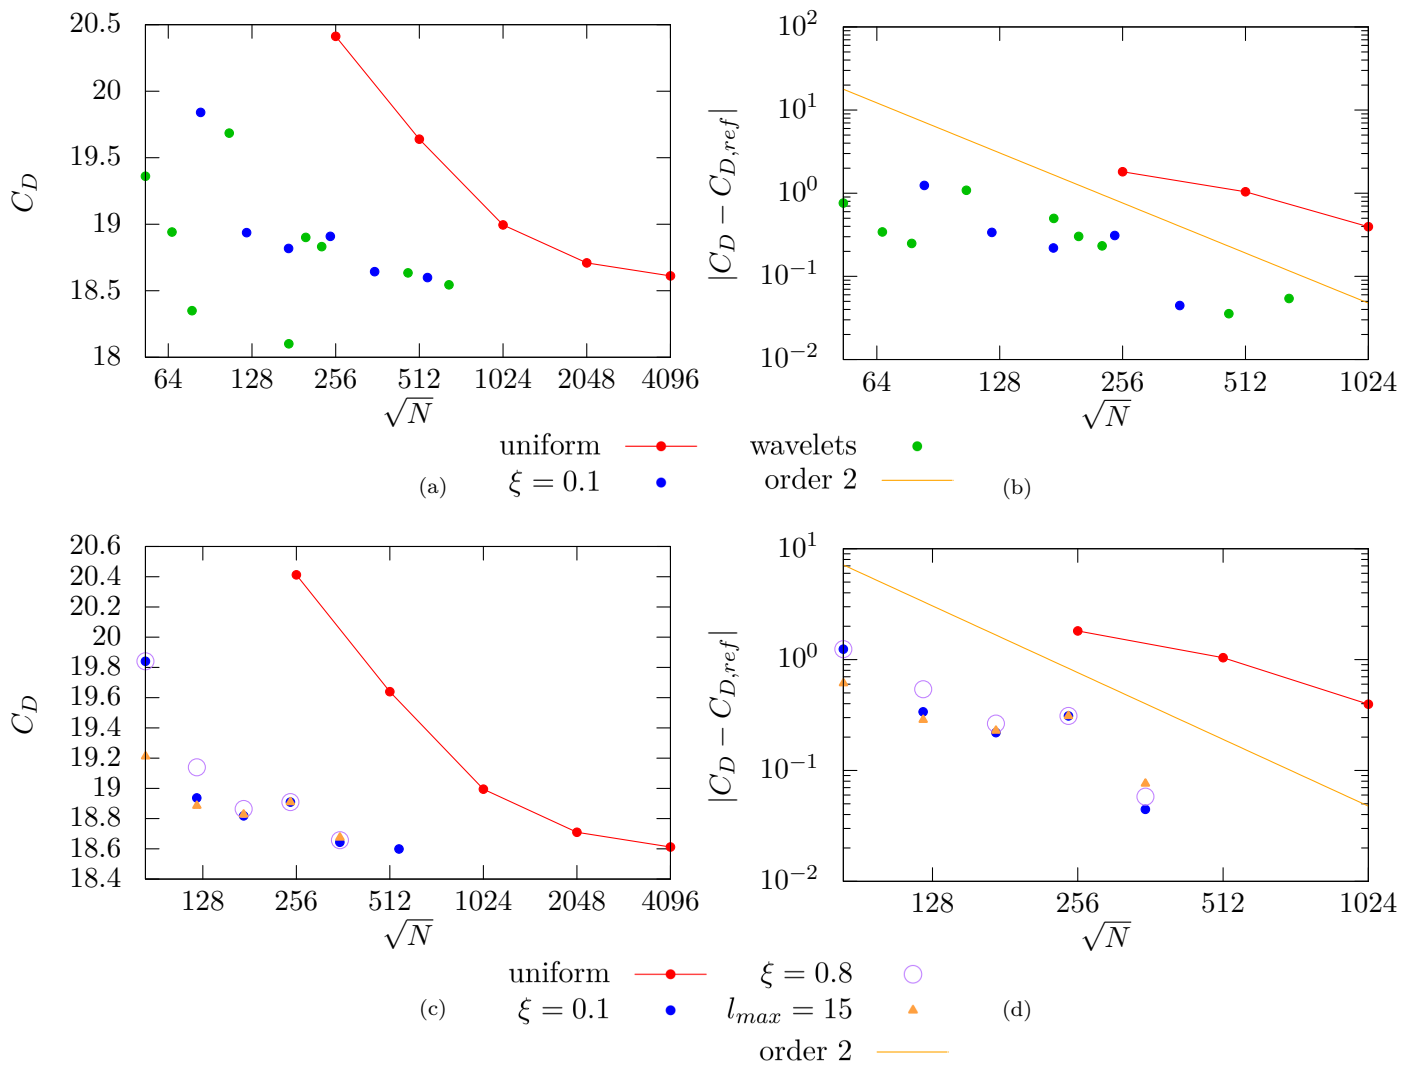 20.5
20
19.5
19
18.5
18
C_D
64 128 256 512 1024 2048 4096
√N
10^2
10^1
10^0
10^−1
10^−2
|C_D − C_{D,ref}|
64 128 256 512 1024
√N
uniform wavelets
ξ = 0.1 order 2
(a) (b)
20.6
20.4
20.2
20
19.8
19.6
19.4
19.2
19
18.8
18.6
18.4
C_D
128 256 512 1024 2048 4096
√N
10^1
10^0
10^−1
10^−2
|C_D − C_{D,ref}|
128 256 512 1024
√N
uniform ξ = 0.8
(c) ξ = 0.1 l_{max} = 15 (d)
order 2